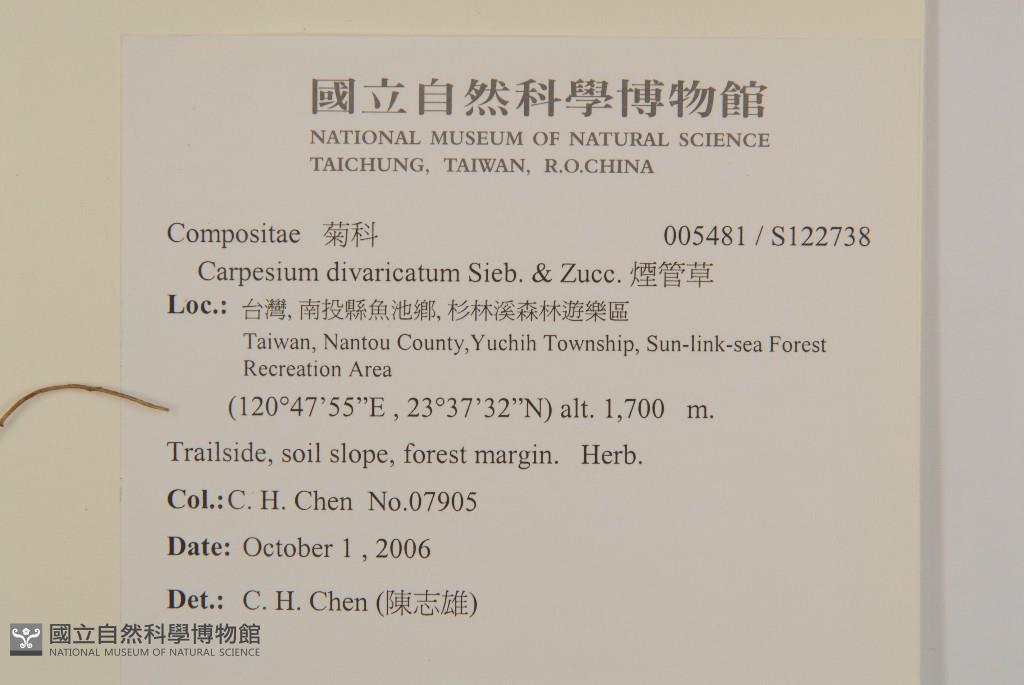 國立自然科學博物館
NATIONAL MUSEUM OF NATURAL SCIENCE
TAICHUNG, TAIWAN, R.O.CHINA
Compositae 菊科 005481 / S122738
Carpesium divaricatum Sieb. & Zucc. 煙管草
Loc.: 台灣, 南投縣魚池鄉, 杉林溪森林遊樂區
Taiwan, Nantou County,Yuchih Township, Sun-link-sea Forest
Recreation Area
(120°47’55”E , 23°37’32”N) alt. 1,700 m.
Trailside, soil slope, forest margin. Herb.
Col.: C. H. Chen No.07905
Date: October 1 , 2006
Det.: C. H. Chen (陳志雄)
國立自然科學博物館
NATIONAL MUSEUM OF NATURAL SCIENCE